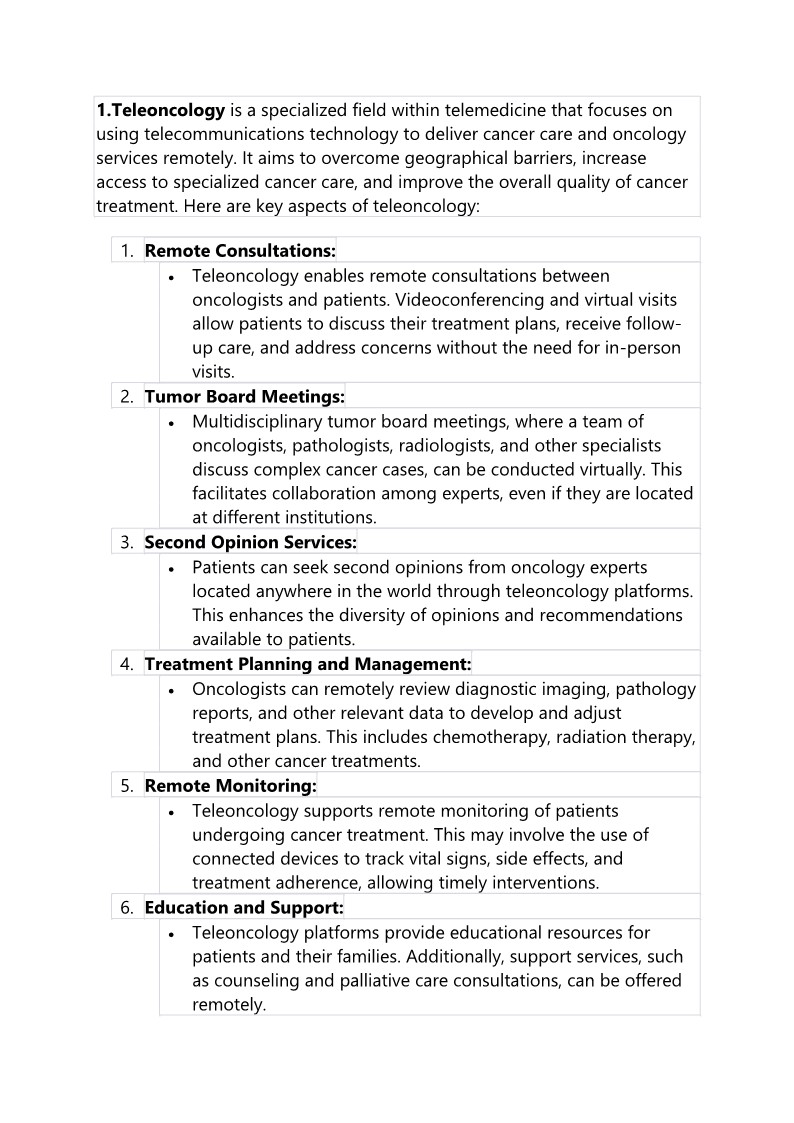 1.Teleoncology is a specialized field within telemedicine that focuses on
using telecommunications technology to deliver cancer care and oncology
services remotely. It aims to overcome geographical barriers, increase
access to specialized cancer care, and improve the overall quality of cancer
treatment. Here are key aspects of teleoncology:
1. Remote Consultations:
• Teleoncology enables remote consultations between
oncologists and patients. Videoconferencing and virtual visits
allow patients to discuss their treatment plans, receive follow-
up care, and address concerns without the need for in-person
visits.
2. Tumor Board Meetings:
• Multidisciplinary tumor board meetings, where a team of
oncologists, pathologists, radiologists, and other specialists
discuss complex cancer cases, can be conducted virtually. This
facilitates collaboration among experts, even if they are located
at different institutions.
3. Second Opinion Services:
• Patients can seek second opinions from oncology experts
located anywhere in the world through teleoncology platforms.
This enhances the diversity of opinions and recommendations
available to patients.
4. Treatment Planning and Management:
• Oncologists can remotely review diagnostic imaging, pathology
reports, and other relevant data to develop and adjust
treatment plans. This includes chemotherapy, radiation therapy,
and other cancer treatments.
5. Remote Monitoring:
• Teleoncology supports remote monitoring of patients
undergoing cancer treatment. This may involve the use of
connected devices to track vital signs, side effects, and
treatment adherence, allowing timely interventions.
6. Education and Support:
• Teleoncology platforms provide educational resources for
patients and their families. Additionally, support services, such
as counseling and palliative care consultations, can be offered
remotely.